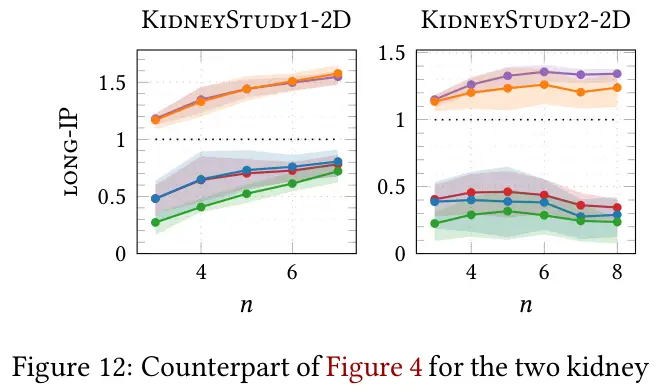 KidneyStudy1-2D KidneyStudy2-2D
1.5 1.5
1 1
long-IP
0.5 0.5
0 0
4 6 4 6 8
n n
Figure 12: Counterpart of Figure 4 for the two kidney